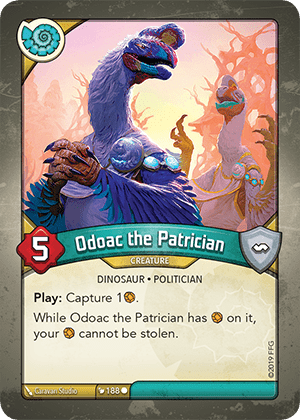 5
Odoac the Patrician
CREATURE
DINOSAUR • POLITICIAN
Play: Capture 1.
While Odoac the Patrician has on it,
your cannot be stolen.
Caravan Studio
188
©2019 FFG